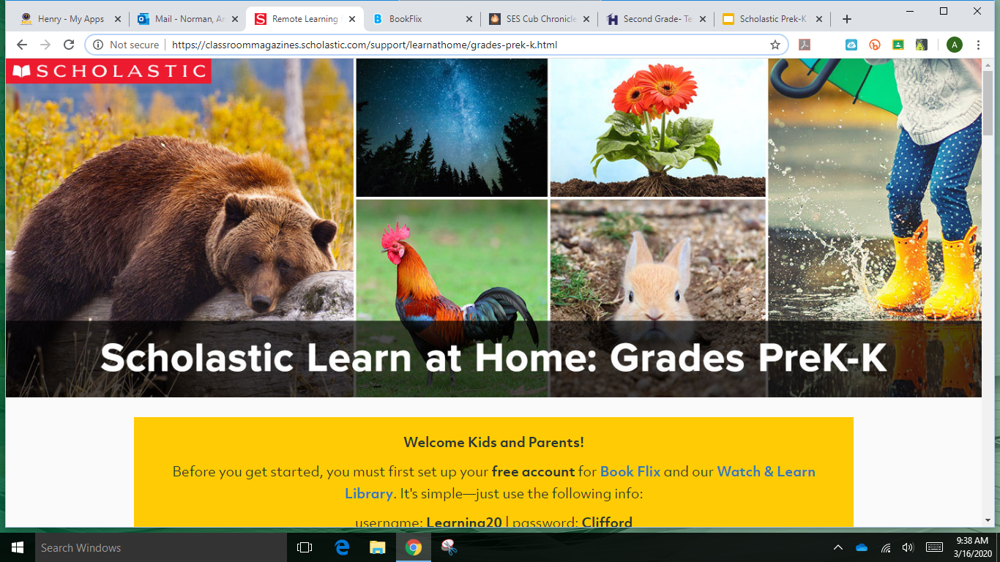 Henry - My Apps
Mail - Norman, An
Remote Learning
BookFlix
SES Cub Chronicle
Second Grade- Te
Scholastic Prek-K
Not secure
https://classroommagazines.scholastic.com/support/learnathome/grades-prek-k.html
A
SCHOLASTIC
Scholastic Learn at Home: Grades PreK-K
Welcome Kids and Parents!
Before you get started, you must first set up your free account for Book Flix and our Watch & Learn
Library. It's simple—just use the following info:
username: Learning20 | password: Clifford
Search Windows
9:38 AM
3/16/2020